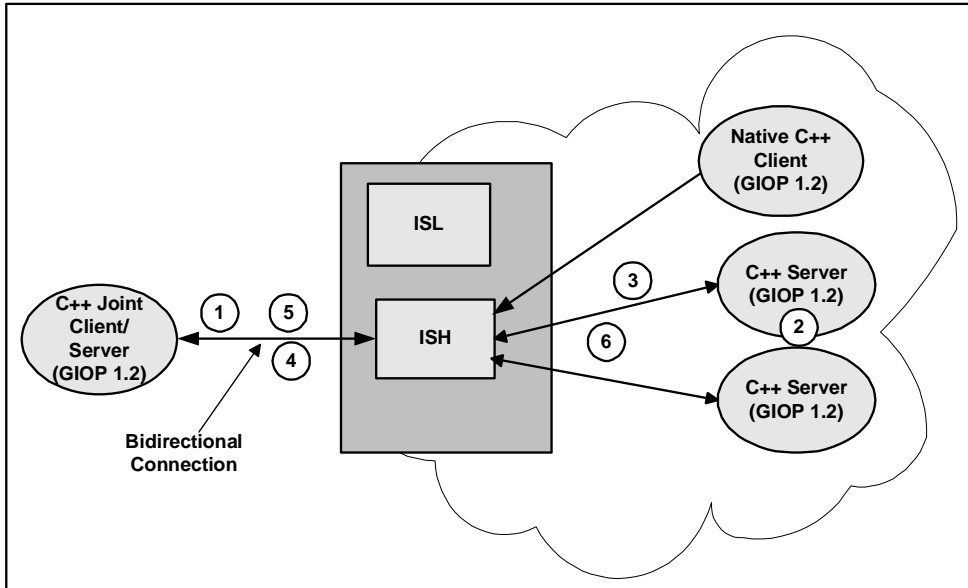 Native C++
Client
(GIOP 1.2)
ISL
C++ Server
(GIOP 1.2)
3
C++ Joint
Client/
Server
(GIOP 1.2)
1
5
4
ISH
2
6
C++ Server
(GIOP 1.2)
Bidirectional
Connection